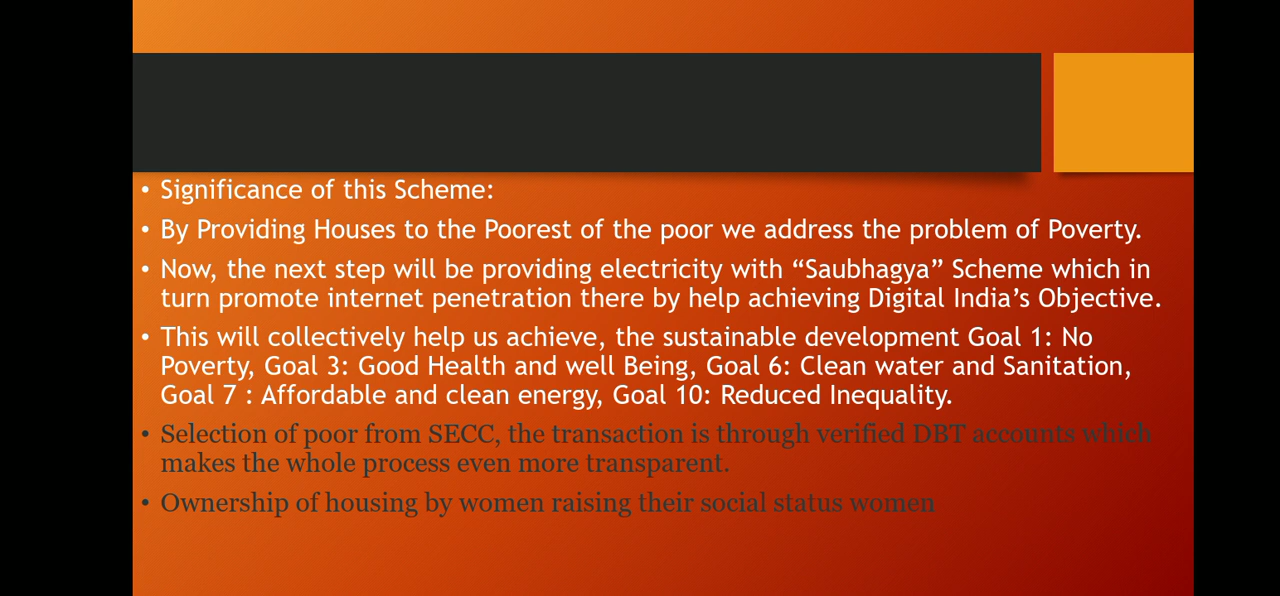 • Significance of this Scheme:
• By Providing Houses to the Poorest of the poor we address the problem of Poverty.
• Now, the next step will be providing electricity with “Saubhagya” Scheme which in
turn promote internet penetration there by help achieving Digital India’s Objective.
• This will collectively help us achieve, the sustainable development Goal 1: No
Poverty, Goal 3: Good Health and well Being, Goal 6: Clean water and Sanitation,
Goal 7 : Affordable and clean energy, Goal 10: Reduced Inequality.
• Selection of poor from SECC, the transaction is through verified DBT accounts which
makes the whole process even more transparent.
• Ownership of housing by women raising their social status women